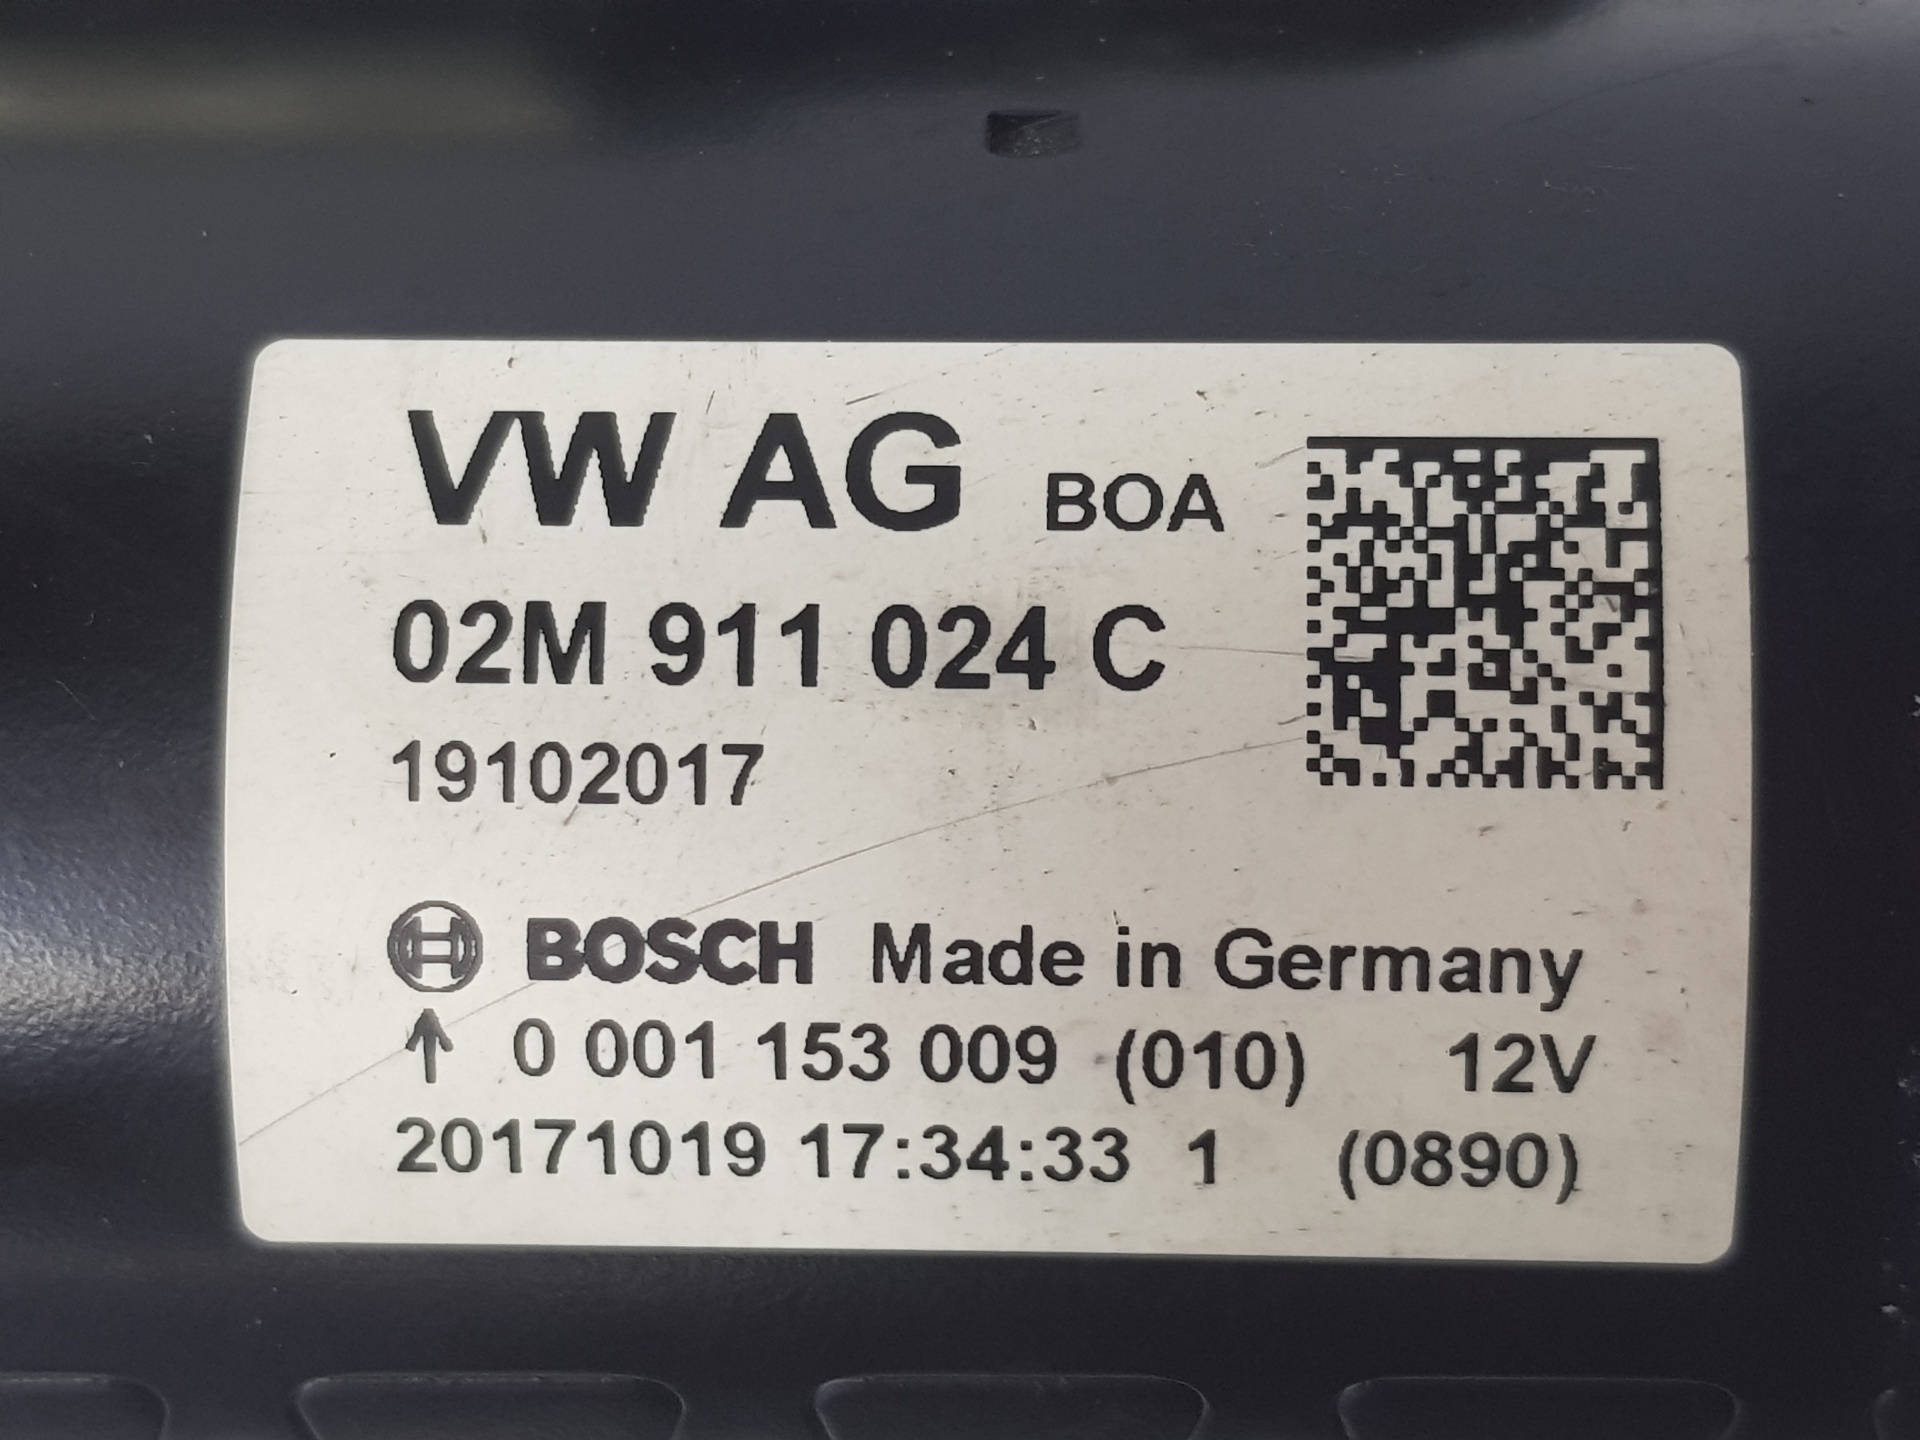 VW AG BOA
02M 911 024 C
19102017
BOSCH Made in Germany
↑ 0 001 153 009 (010) 12V
20171019 17:34:33 1 (0890)